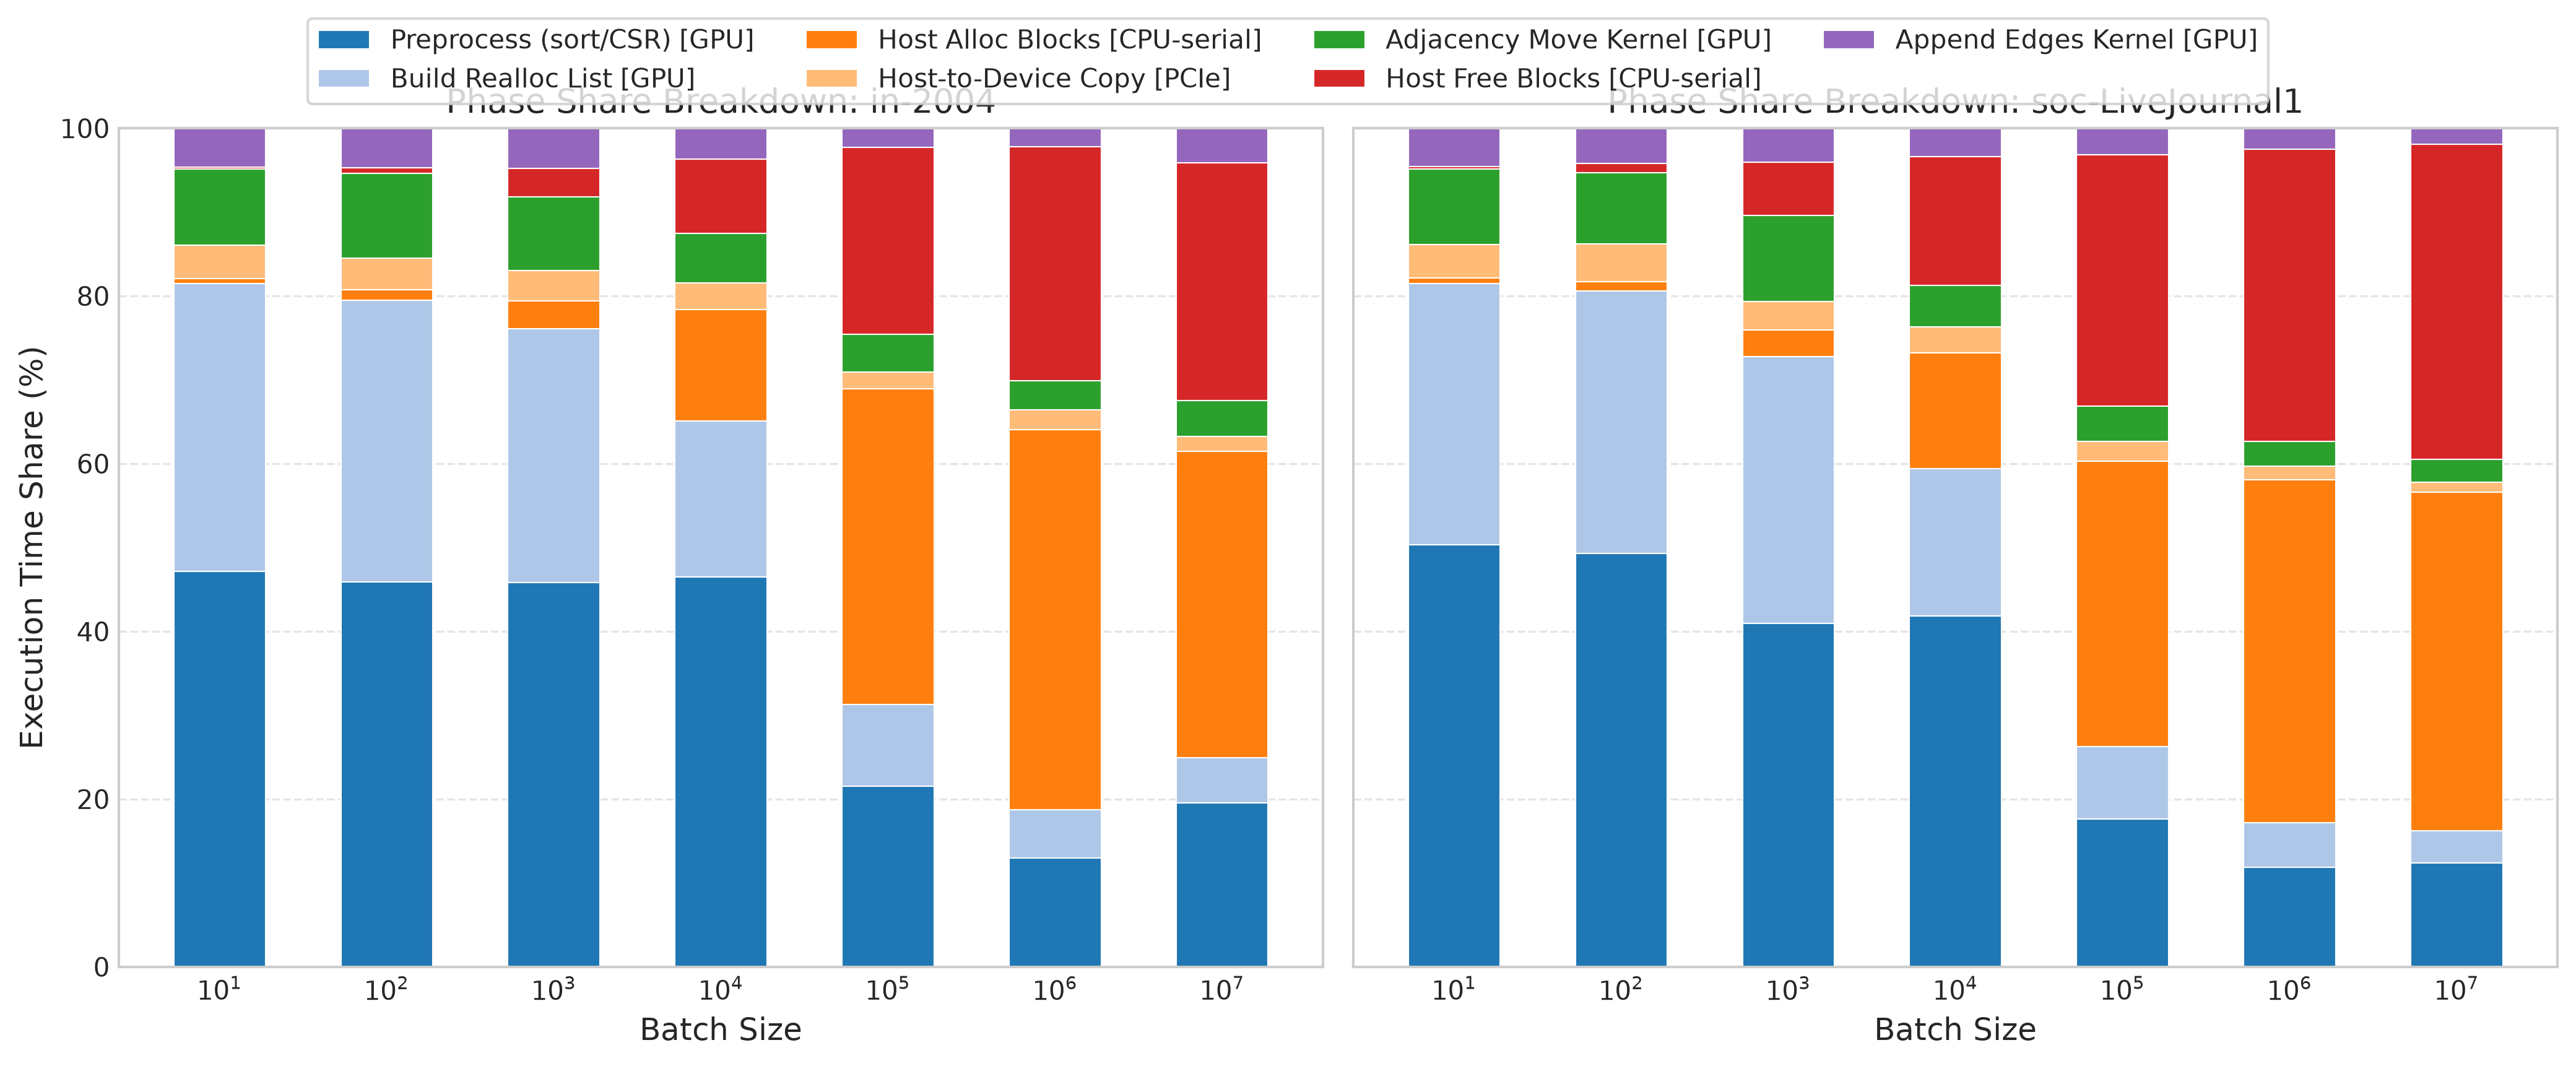 Preprocess (sort/CSR) [GPU]
Build Realloc List [GPU]
Host Alloc Blocks [CPU-serial]
Host-to-Device Copy [PCIe]
Adjacency Move Kernel [GPU]
Host Free Blocks [CPU-serial]
Append Edges Kernel [GPU]
Phase Share Breakdown: in-2004
Phase Share Breakdown: soc-LiveJournal1
Execution Time Share (%)
100
80
60
40
20
0
10¹ 10² 10³ 10⁴ 10⁵ 10⁶ 10⁷
Batch Size
10¹ 10² 10³ 10⁴ 10⁵ 10⁶ 10⁷
Batch Size